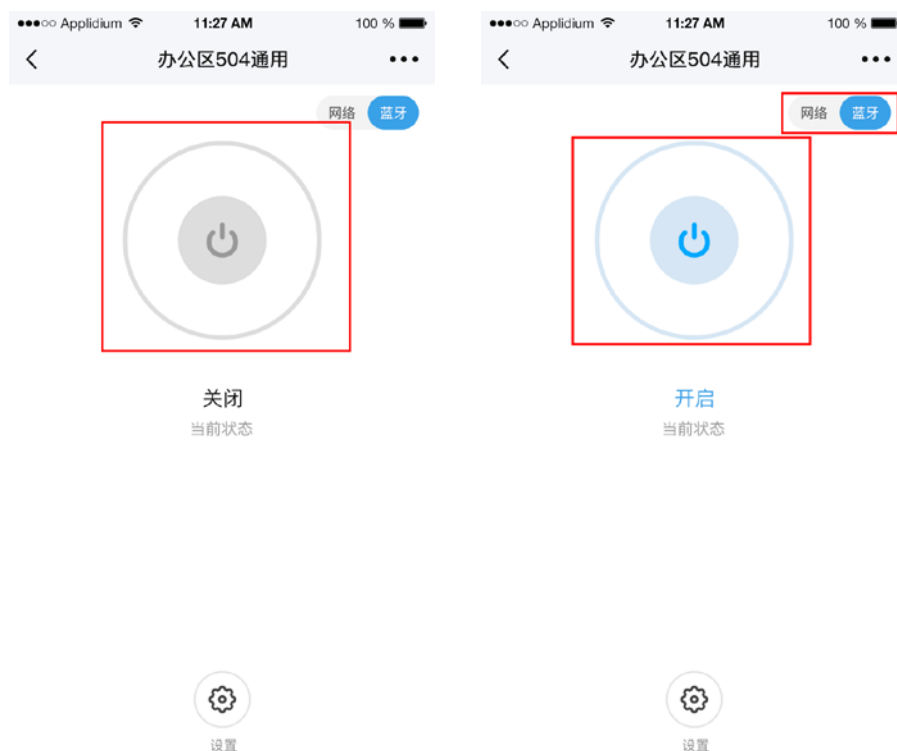 Applidium 11:27 AM 100 %
办公区504通用
网络 蓝牙
关闭
当前状态
设置
Applidium 11:27 AM 100 %
办公区504通用
网络 蓝牙
开启
当前状态
设置